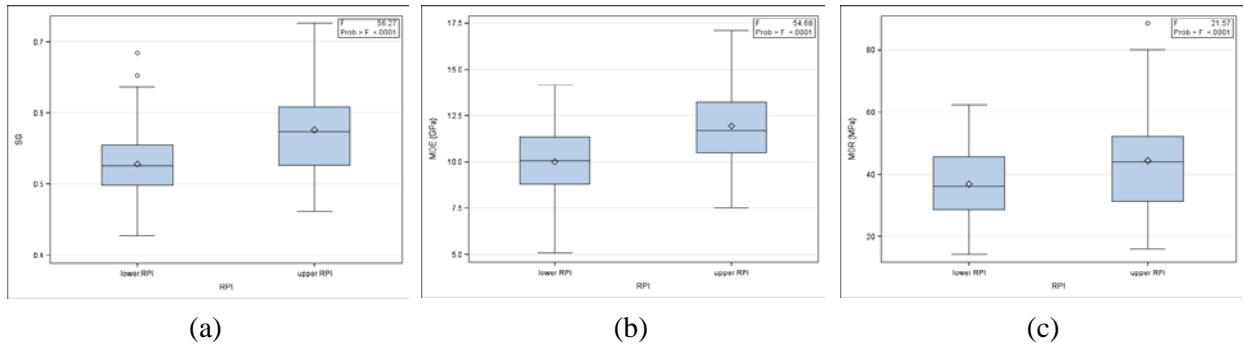 F 56.27
Prob > F <.0001
0.7
0.6
0.5
0.4
SG
lower RPI
upper RPI
RPI
(a)
F 54.68
Prob > F <.0001
17.5
15.0
12.5
10.0
7.5
5.0
MOE (GPa)
lower RPI
upper RPI
RPI
(b)
F 21.57
Prob > F <.0001
80
60
40
20
MOR (MPa)
lower RPI
upper RPI
RPI
(c)